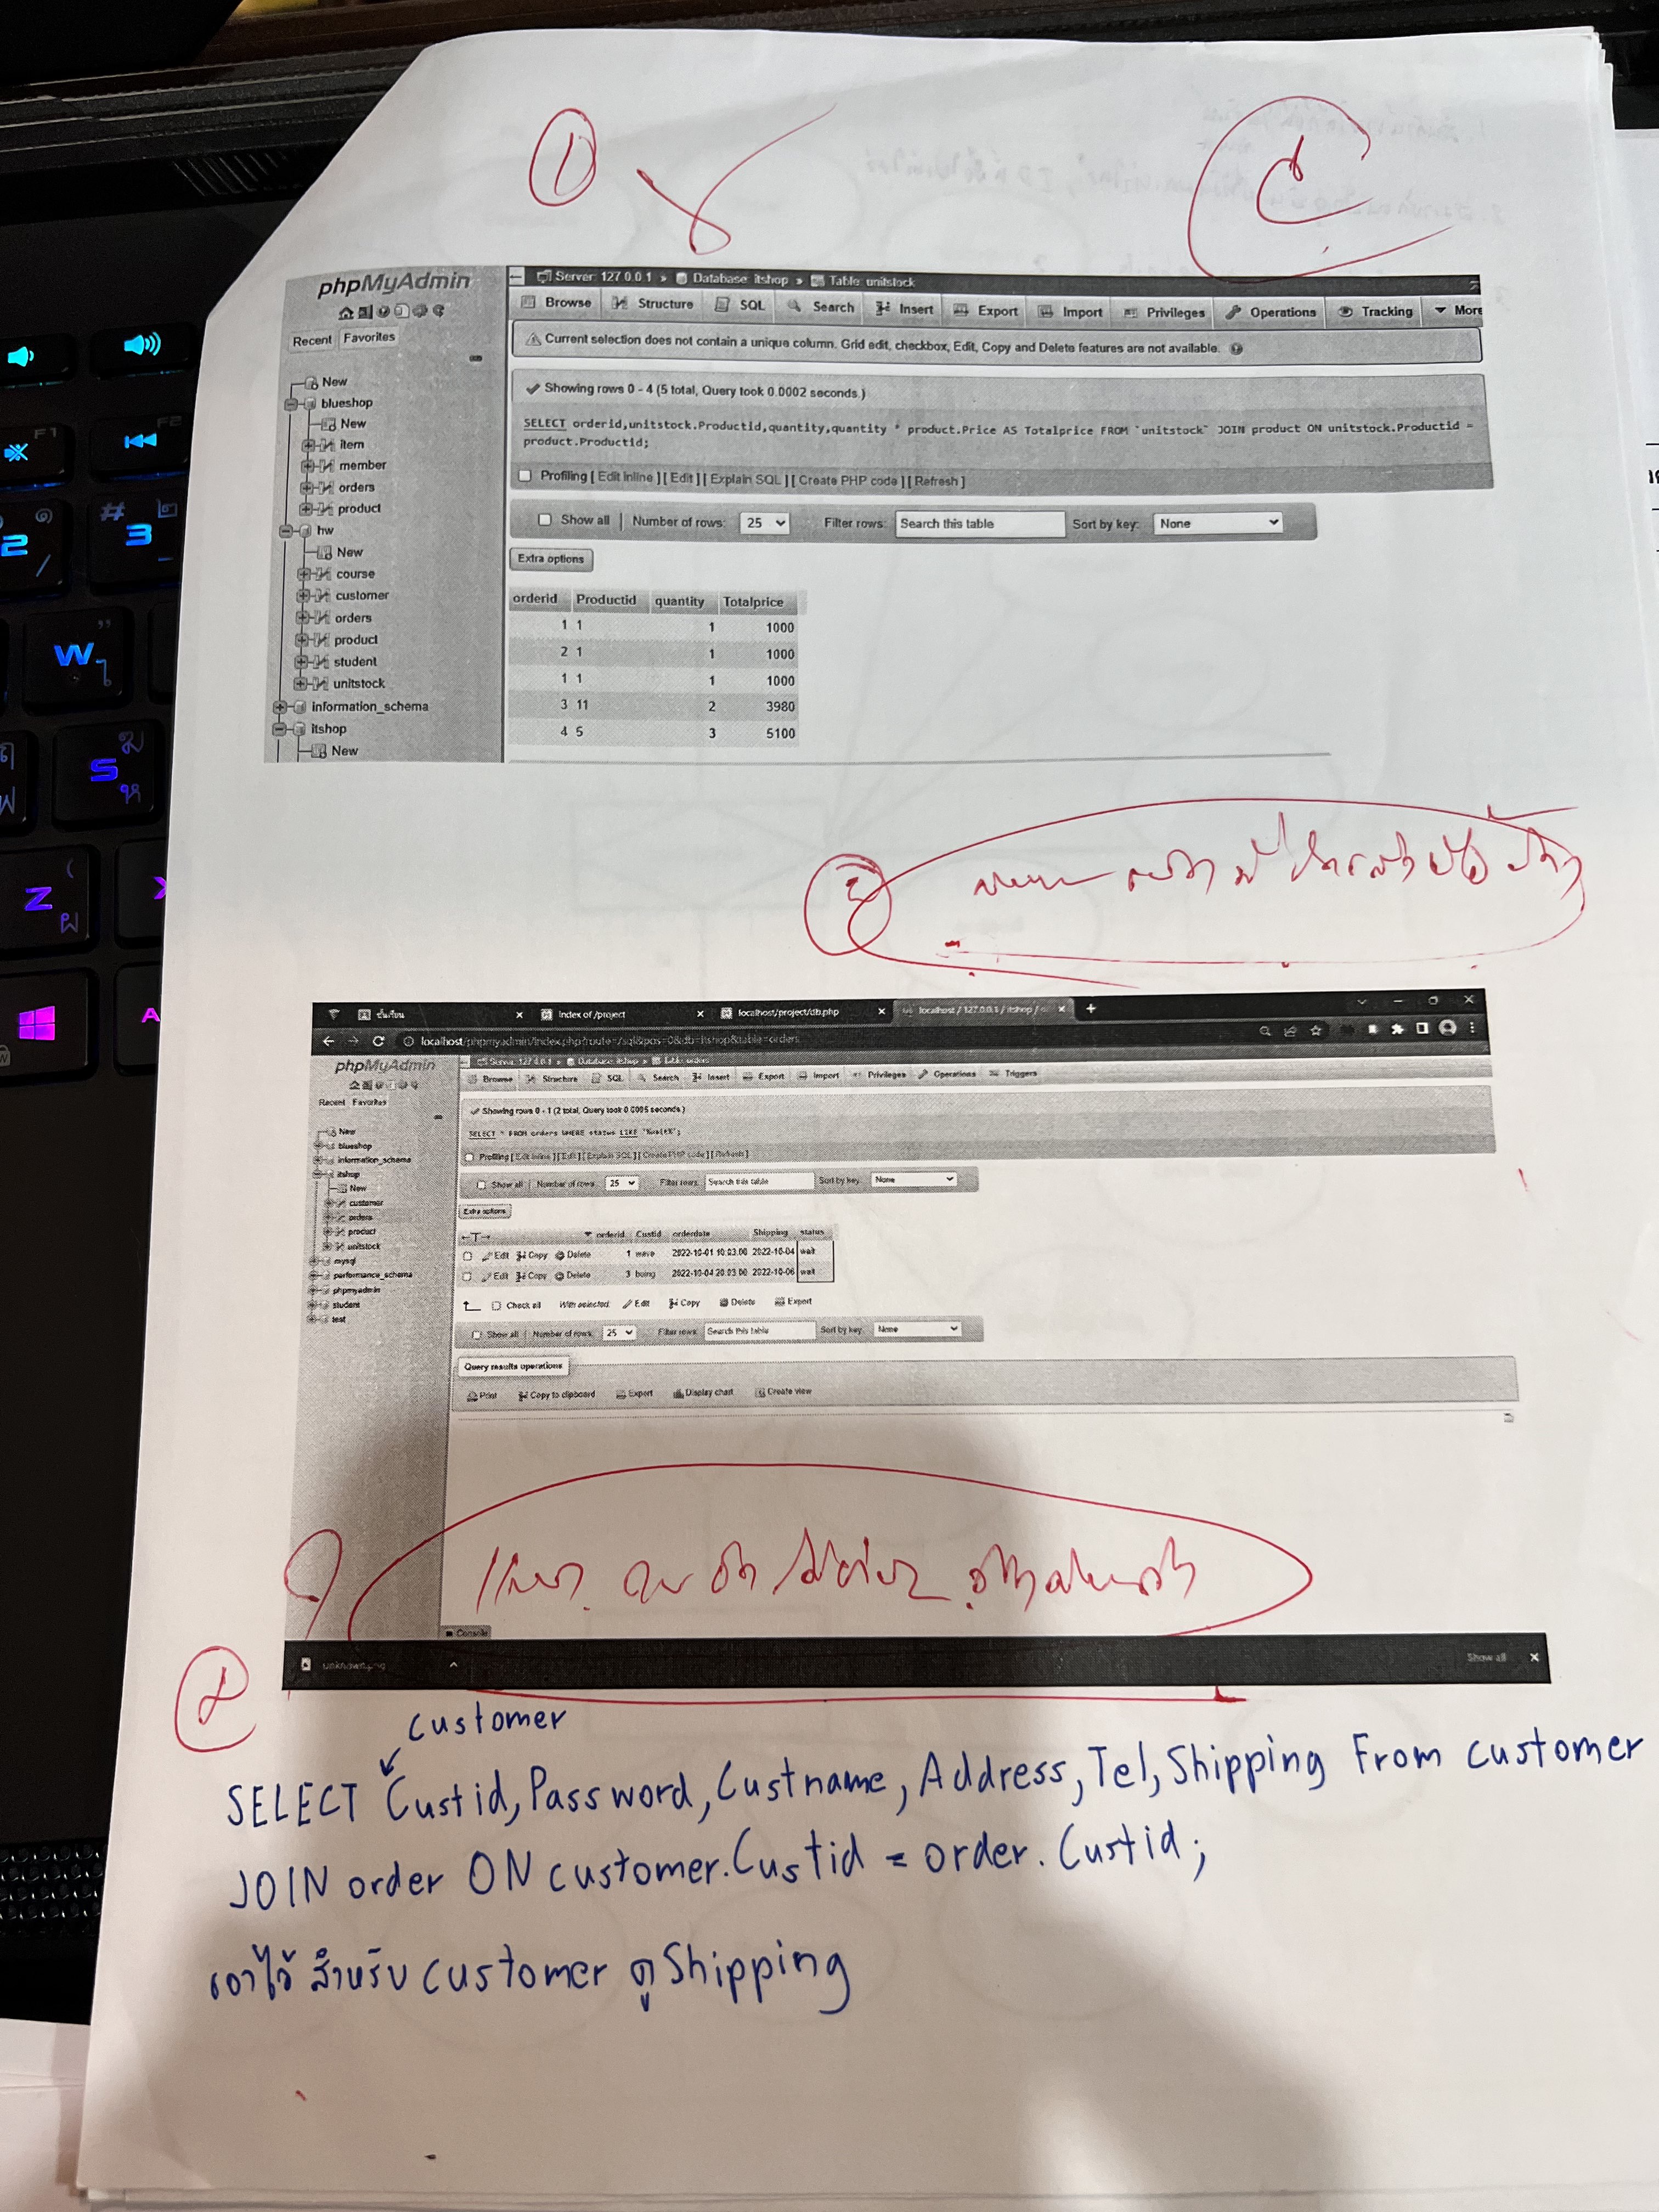 ①
phpMyAdmin
Recent Favorites
New
blueshop
New
item
member
orders
product
hw
New
course
customer
orders
product
student
unitstock
information_schema
itshop
New
Server: 127.0.0.1 » Database: itshop » Table: unitstock
Browse Structure SQL Search Insert Export Import Privileges Operations Tracking More
Current selection does not contain a unique column. Grid edit, checkbox, Edit, Copy and Delete features are not available.
Showing rows 0 - 4 (5 total, Query took 0.0002 seconds.)
SELECT orderid,unitstock.Productid,quantity,quantity * product.Price AS Totalprice FROM `unitstock` JOIN product ON unitstock.Productid =
product.Productid;
Profiling [ Edit inline ] [ Edit ] [ Explain SQL ] [ Create PHP code ] [ Refresh ]
Show all | Number of rows: 25 Filter rows: Search this table Sort by key: None
Extra options
orderid Productid quantity Totalprice
1 1 1 1000
2 1 1 1000
1 1 1 1000
3 11 2 3980
4 5 3 5100
ชั้นเรียน
Index of /project
localhost/project/db.php
localhost / 127.0.0.1 / itshop /
localhost/phpmyadmin/index.php?route=/sql&pos=0&db=itshop&table=orders
phpMyAdmin
Recent Favorites
New
blueshop
information_schema
itshop
New
customer
orders
product
unitstock
mysql
performance_schema
phpmyadmin
student
test
Server: 127.0.0.1 » Database: itshop » Table: orders
Browse Structure SQL Search Insert Export Import Privileges Operations Triggers
Showing rows 0 - 1 (2 total, Query took 0.0005 seconds.)
SELECT * FROM orders WHERE status LIKE '%wait%';
Profiling [ Edit inline ] [ Edit ] [ Explain SQL ] [ Create PHP code ] [ Refresh ]
Show all | Number of rows: 25 Filter rows: Search this table Sort by key: None
Extra options
orderid Custid orderdate Shipping status
Edit Copy Delete 1 wave 2022-10-01 10:03:00 2022-10-04 wait
Edit Copy Delete 3 boing 2022-10-04 20:03:00 2022-10-06 wait
Check all With selected: Edit Copy Delete Export
Show all | Number of rows: 25 Filter rows: Search this table Sort by key: None
Query results operations
Print Copy to clipboard Export Display chart Create view
Console
unknown.png Show all
customer
SELECT Custid, Password, Custname, Address, Tel, Shipping From customer
JOIN order ON customer.Custid = order.Custid;
เอาไว้ สำหรับ customer ดู Shipping